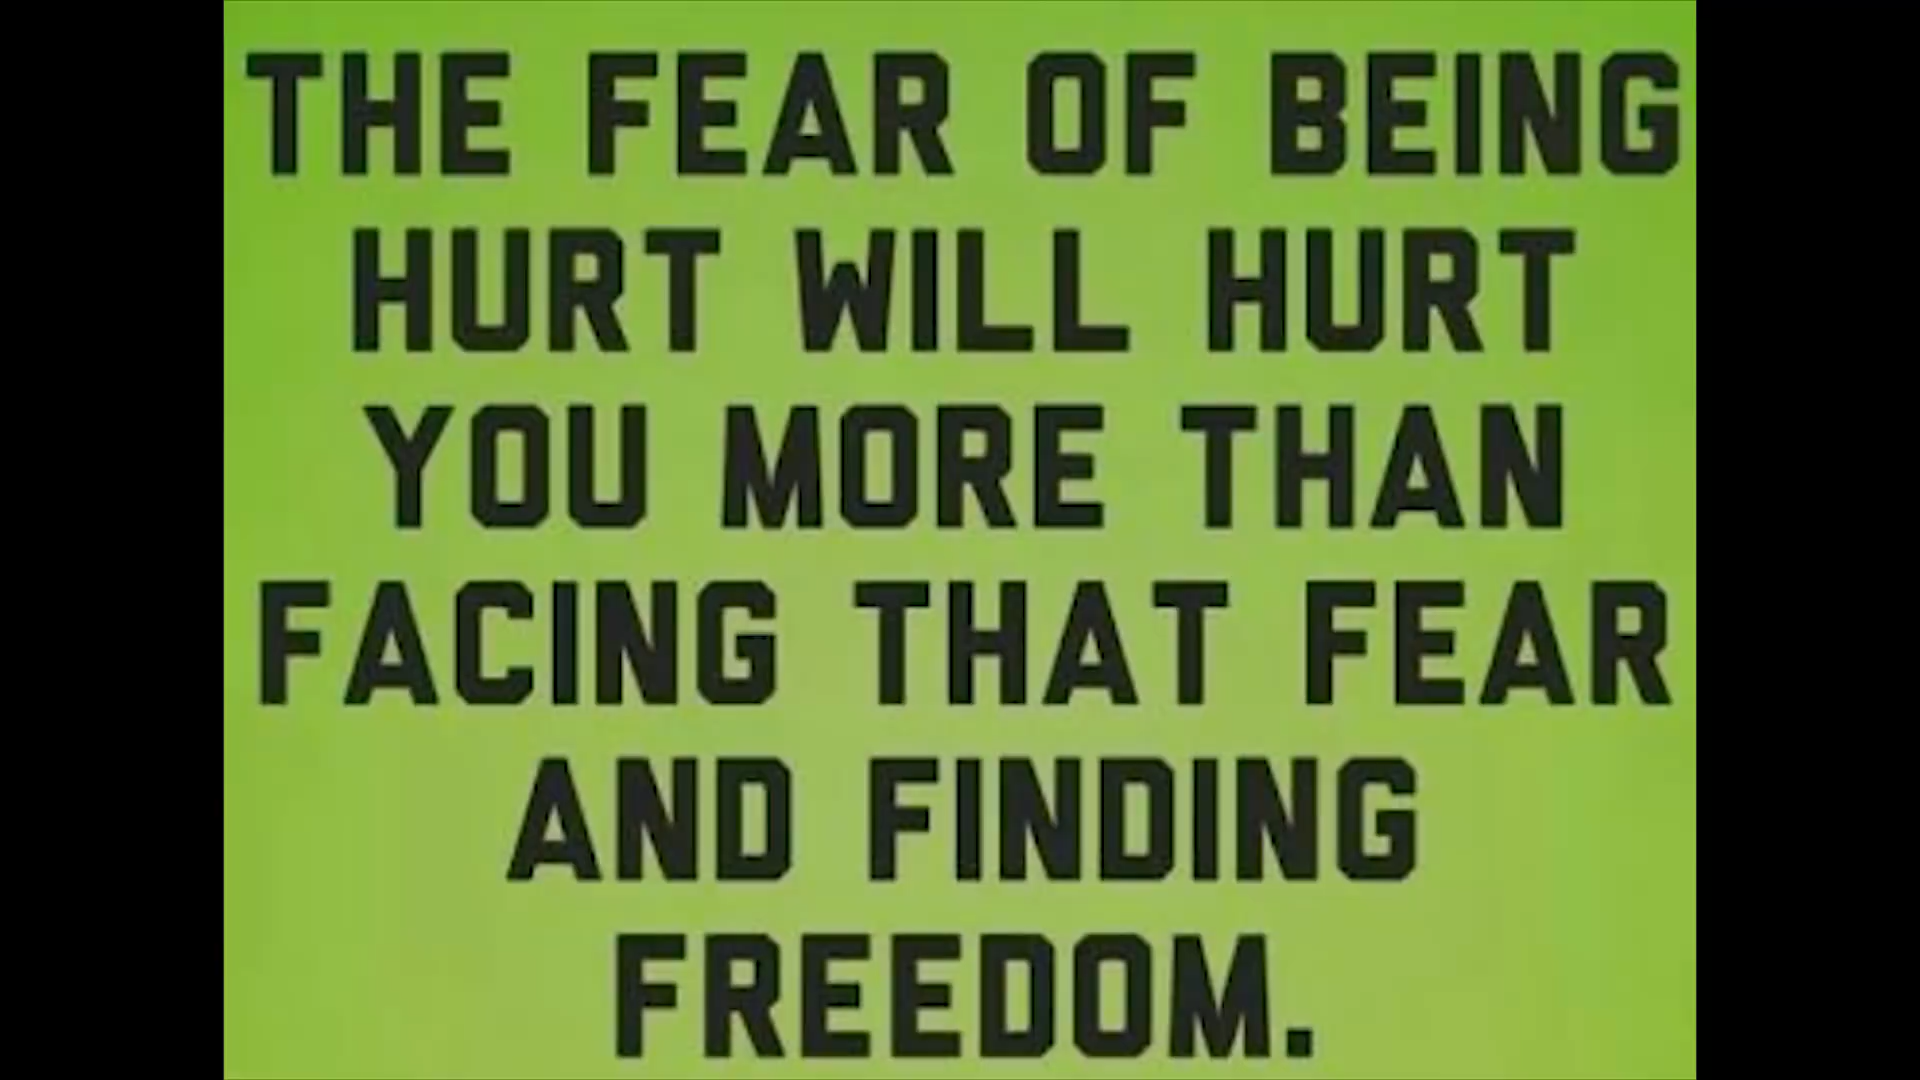 THE FEAR OF BEING
HURT WILL HURT
YOU MORE THAN
FACING THAT FEAR
AND FINDING
FREEDOM.